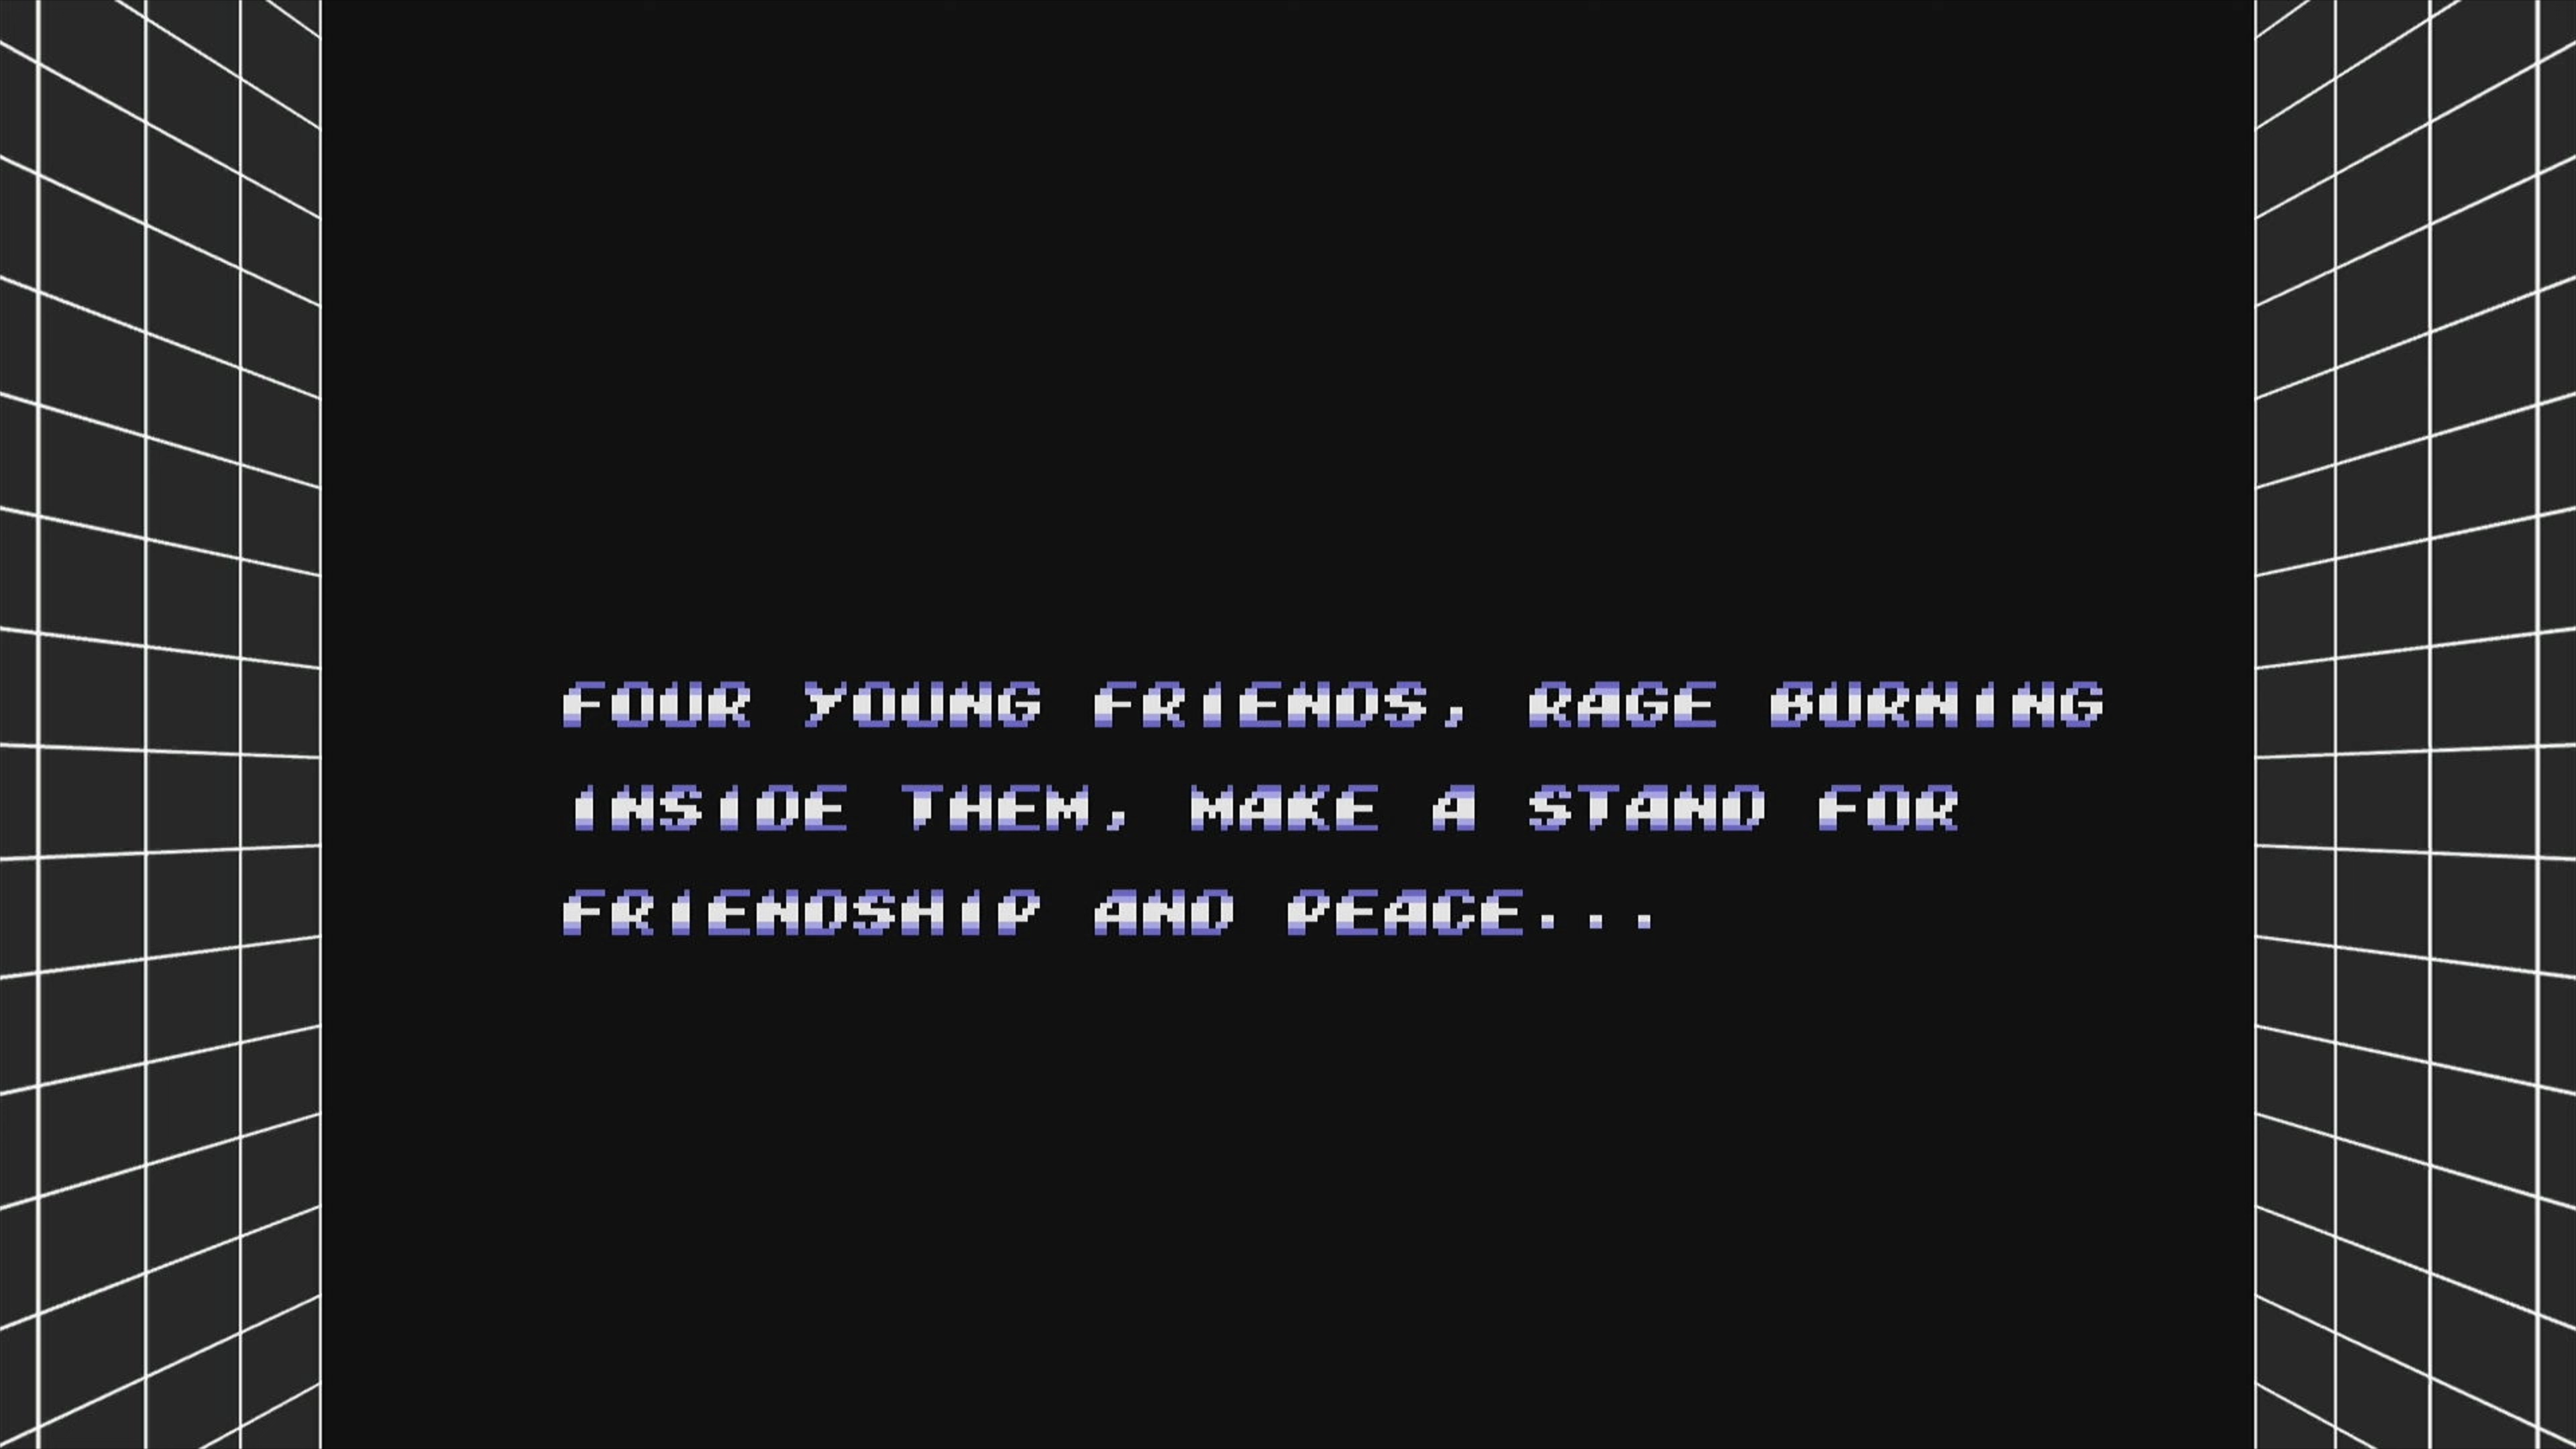 FOUR YOUNG FRIENDS, RAGE BURNING
INSIDE THEM, MAKE A STAND FOR
FRIENDSHIP AND PEACE...